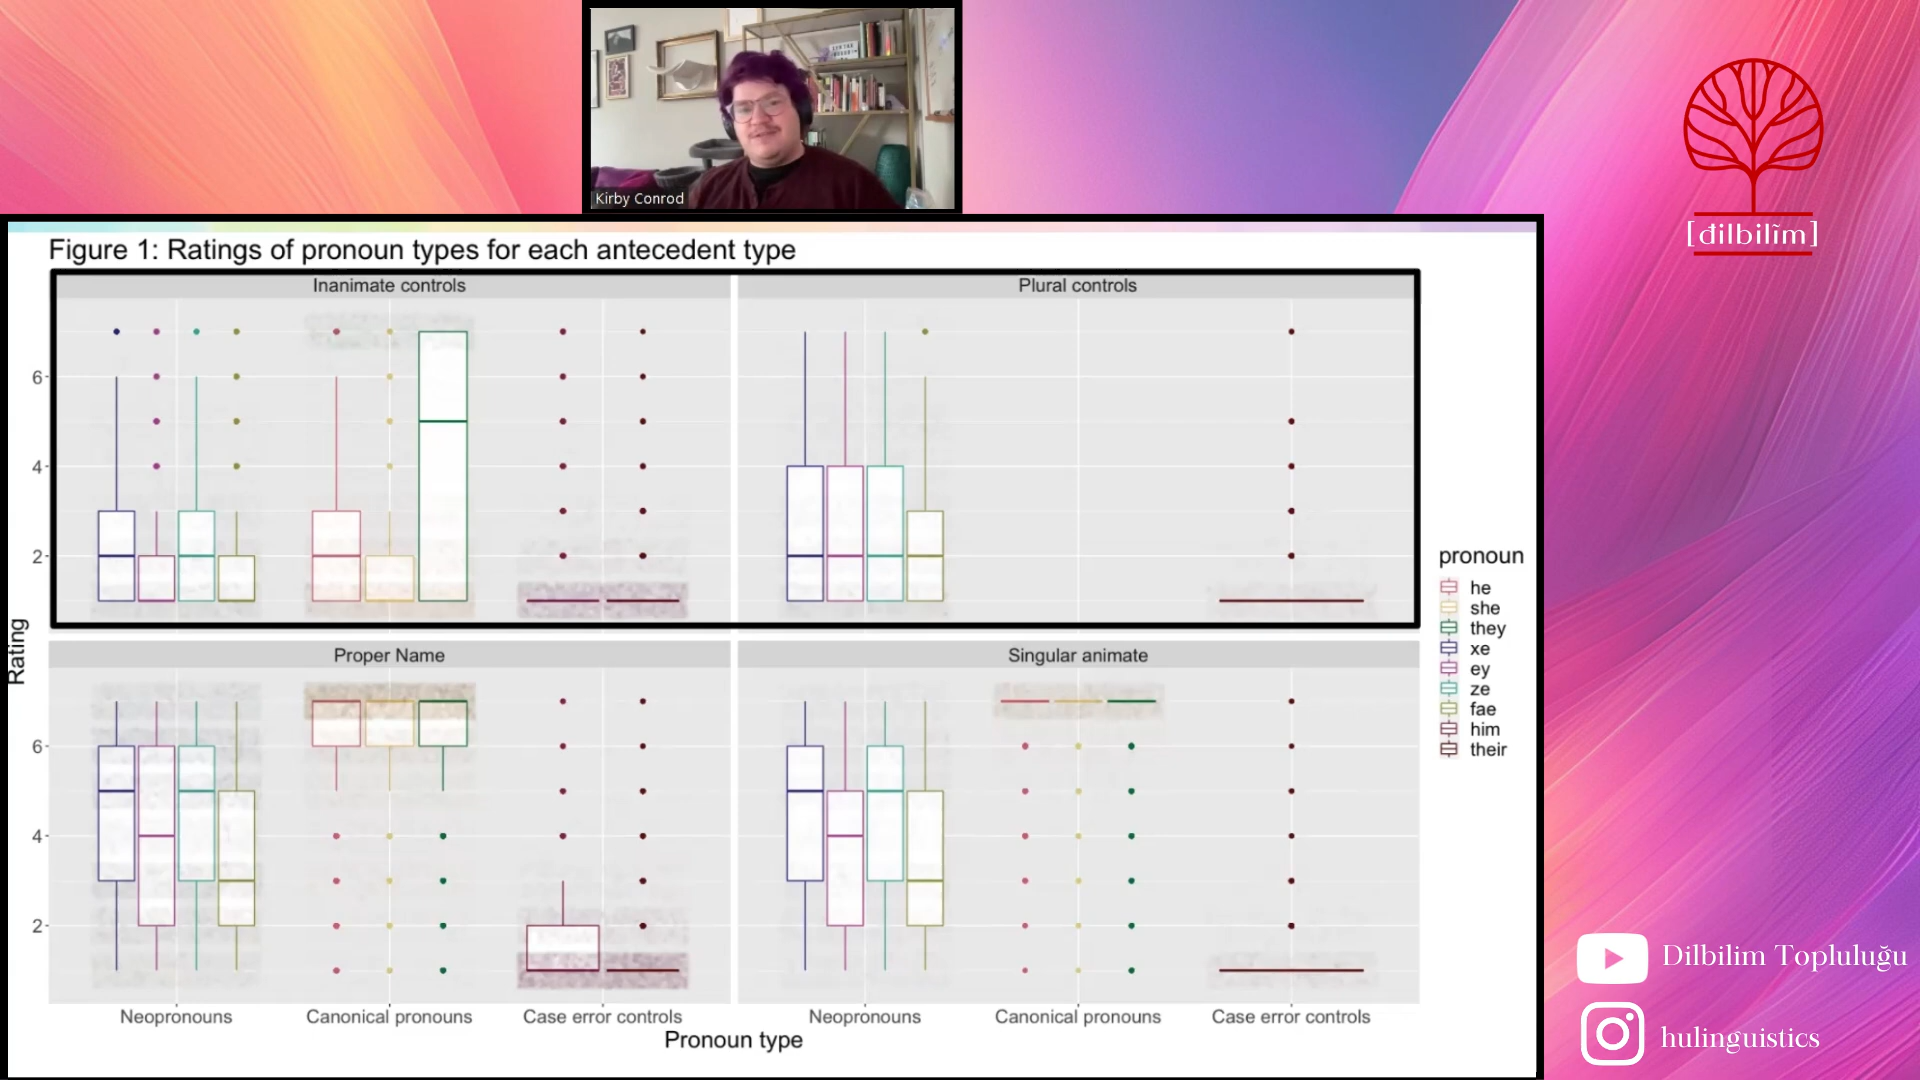 Kirby Conrod
[dilbilim]
Figure 1: Ratings of pronoun types for each antecedent type
Inanimate controls
Plural controls
6
4
2
Proper Name
Singular animate
6
4
2
Rating
Neopronouns
Canonical pronouns
Case error controls
Neopronouns
Canonical pronouns
Case error controls
Pronoun type
pronoun
he
she
they
xe
ey
ze
fae
him
their
Dilbilim Topluluğu
hulinguistics